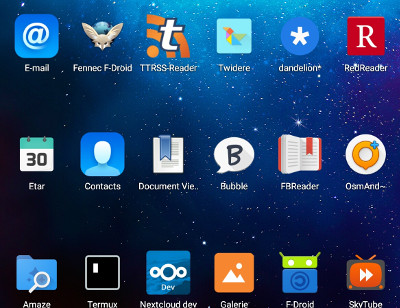 @
t
*
R
E-mail
Fennec F-Droid
TTRSS-Reader
Twidere
dandelion*
RedReader
30
B
Etar
Contacts
Document Vie..
Bubble
FBReader
OsmAnd~
Dev
Amaze
Termux
Nextcloud dev
Galerie
F-Droid
SkyTube